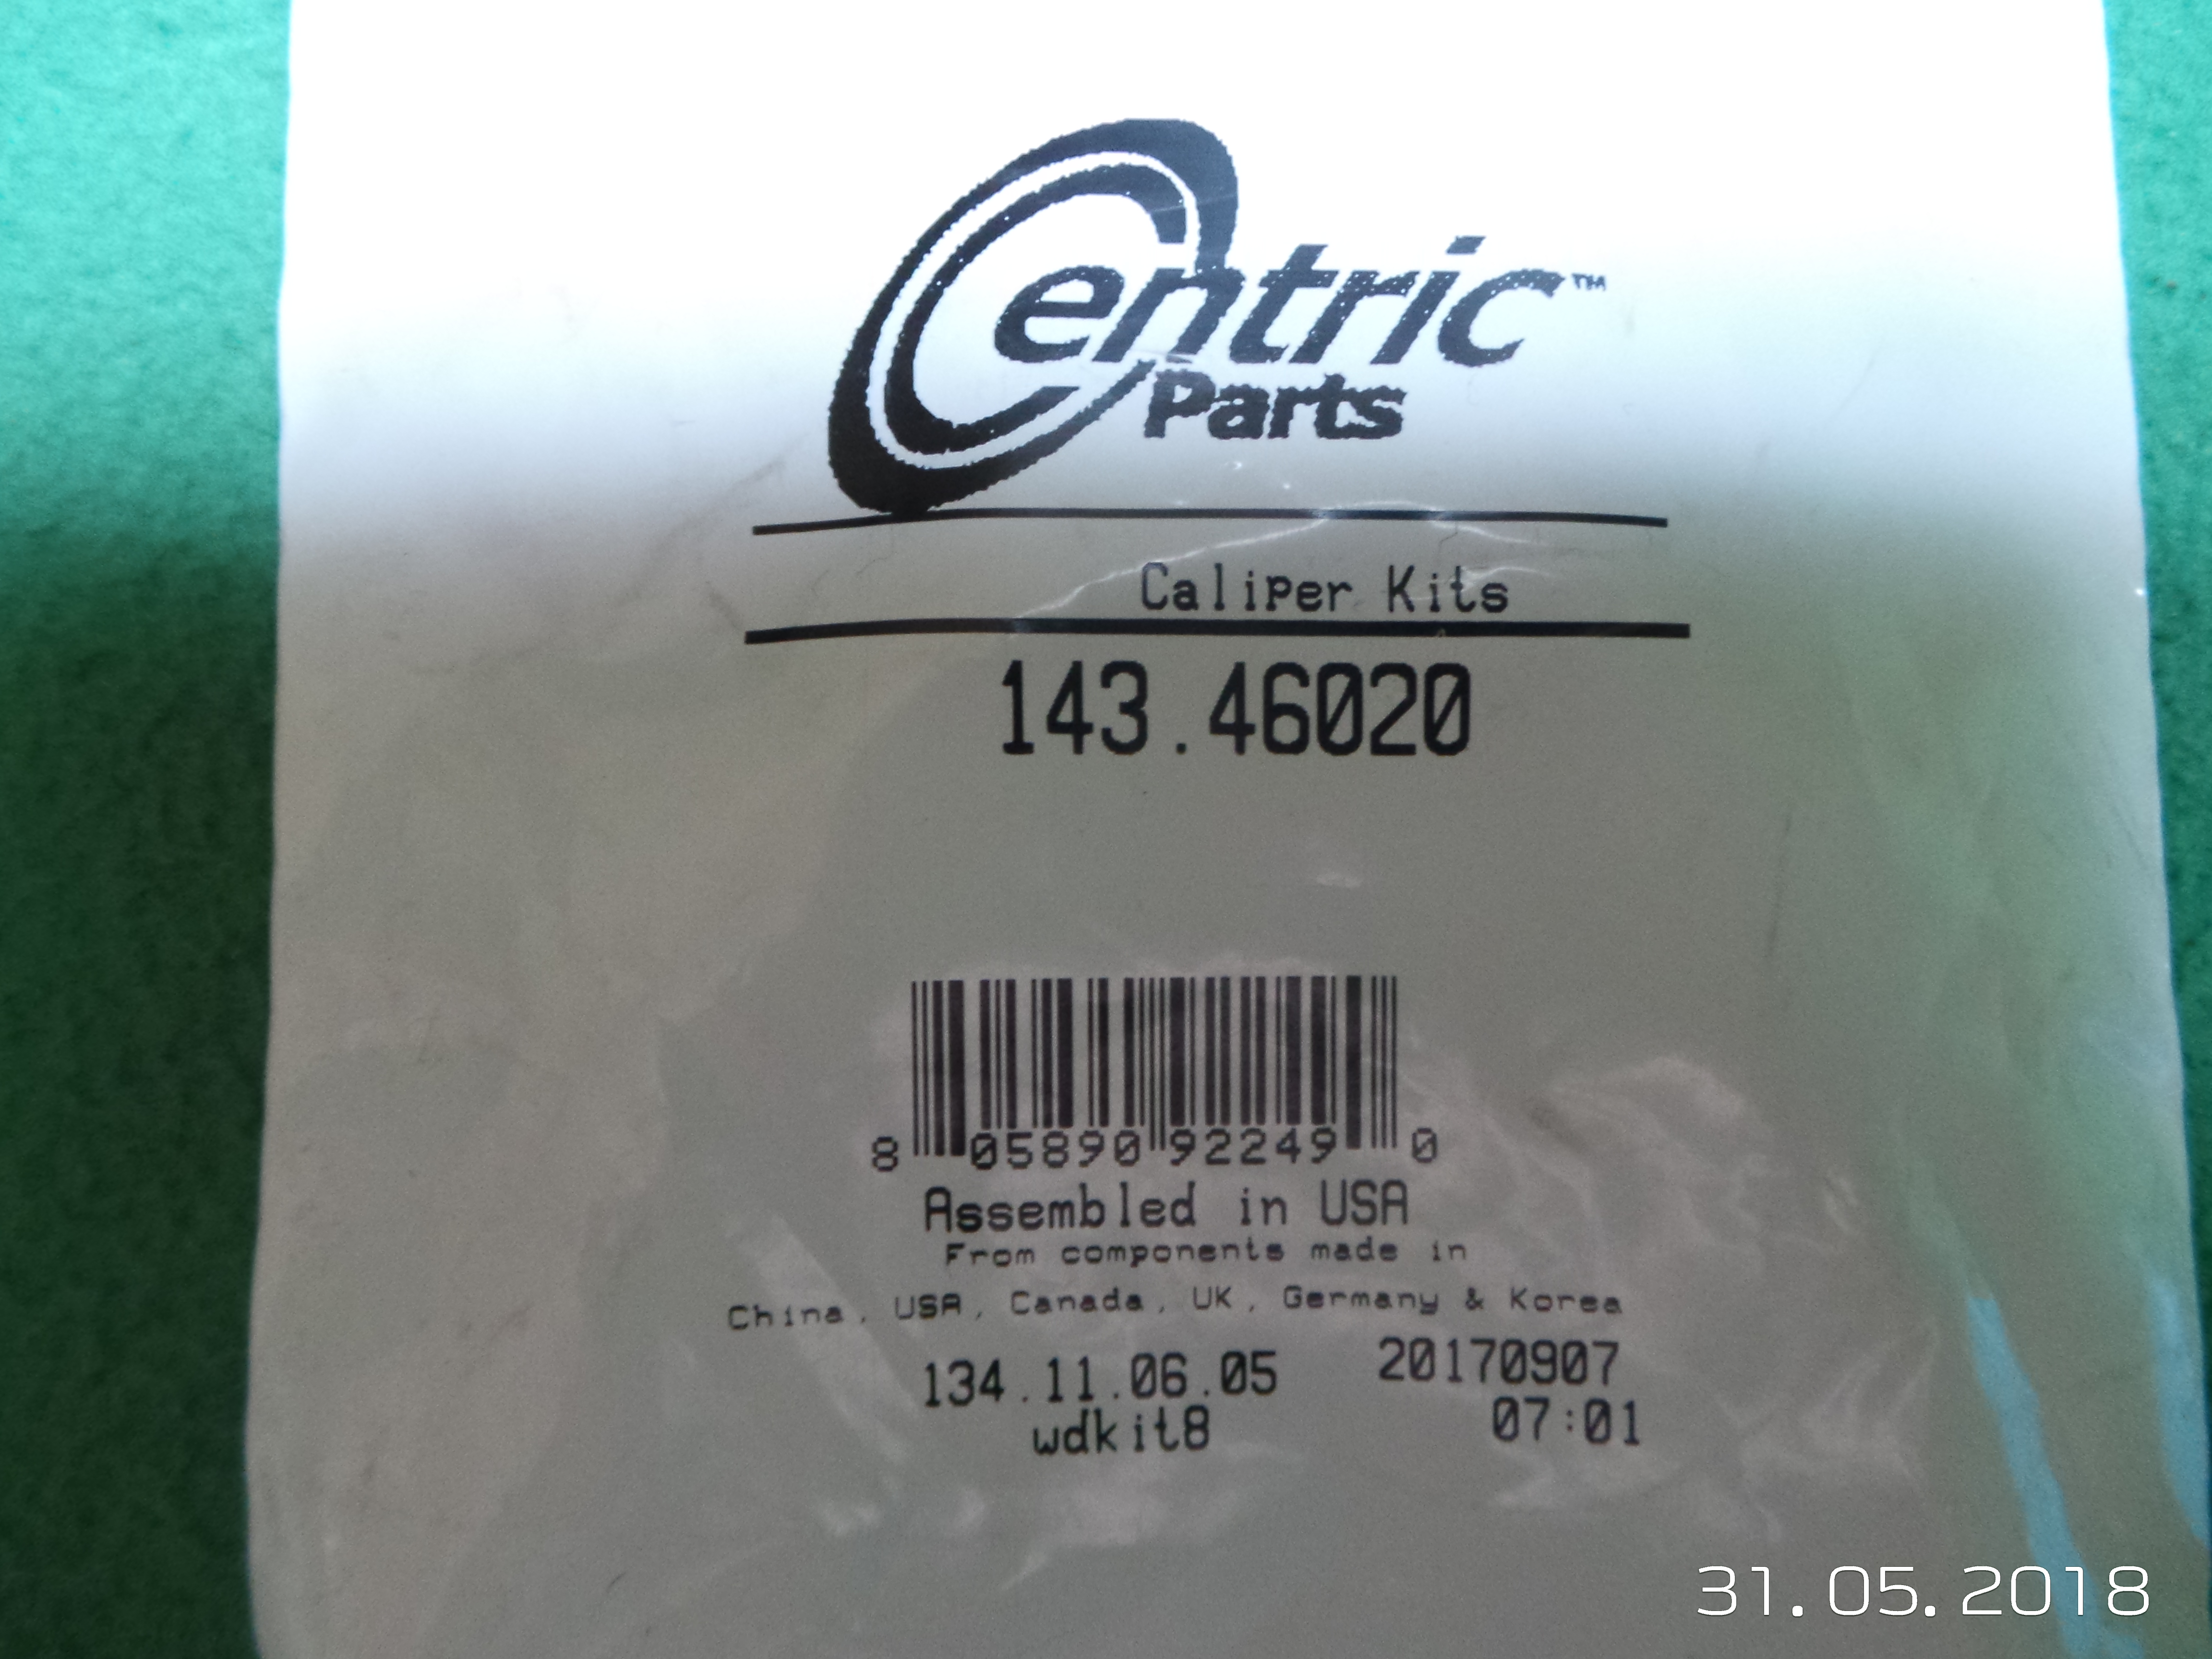 Centric™
Parts
Caliper Kits
143.46020
8 05890 92249 0
Assembled in USA
From components made in
China, USA, Canada, UK, Germany & Korea
134.11.06.05 20170907
wdkit8 07:01
31.05.2018